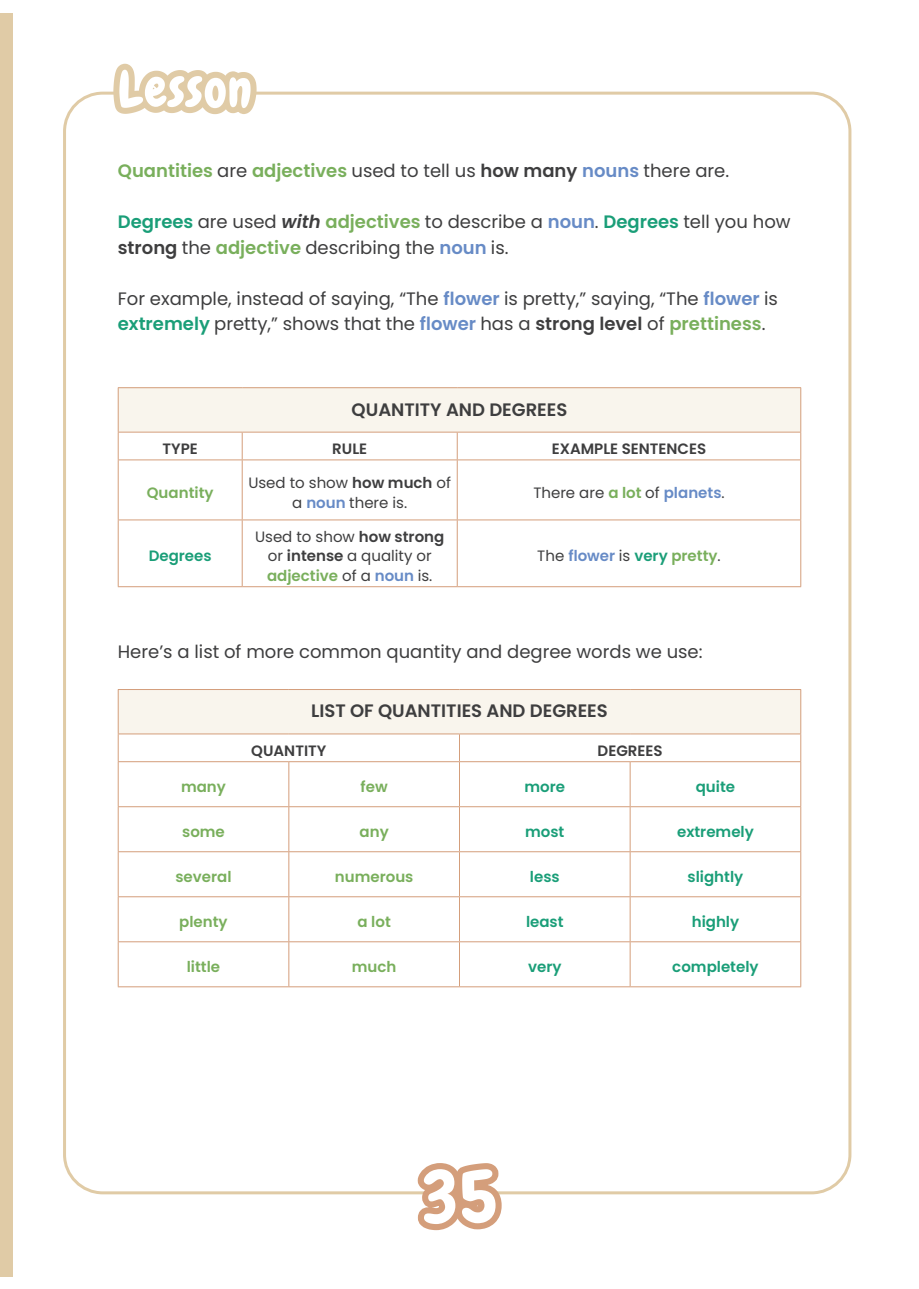 Lesson
Quantities are adjectives used to tell us how many nouns there are.
Degrees are used with adjectives to describe a noun. Degrees tell you how
strong the adjective describing the noun is.
For example, instead of saying, “The flower is pretty,” saying, “The flower is
extremely pretty,” shows that the flower has a strong level of prettiness.
QUANTITY AND DEGREES
TYPE RULE EXAMPLE SENTENCES
Quantity
Used to show how much of
a noun there is.
There are a lot of planets.
Degrees
Used to show how strong
or intense a quality or
adjective of a noun is.
The flower is very pretty.
Here’s a list of more common quantity and degree words we use:
LIST OF QUANTITIES AND DEGREES
QUANTITY DEGREES
many few more quite
some any most extremely
several numerous less slightly
plenty a lot least highly
little much very completely
35